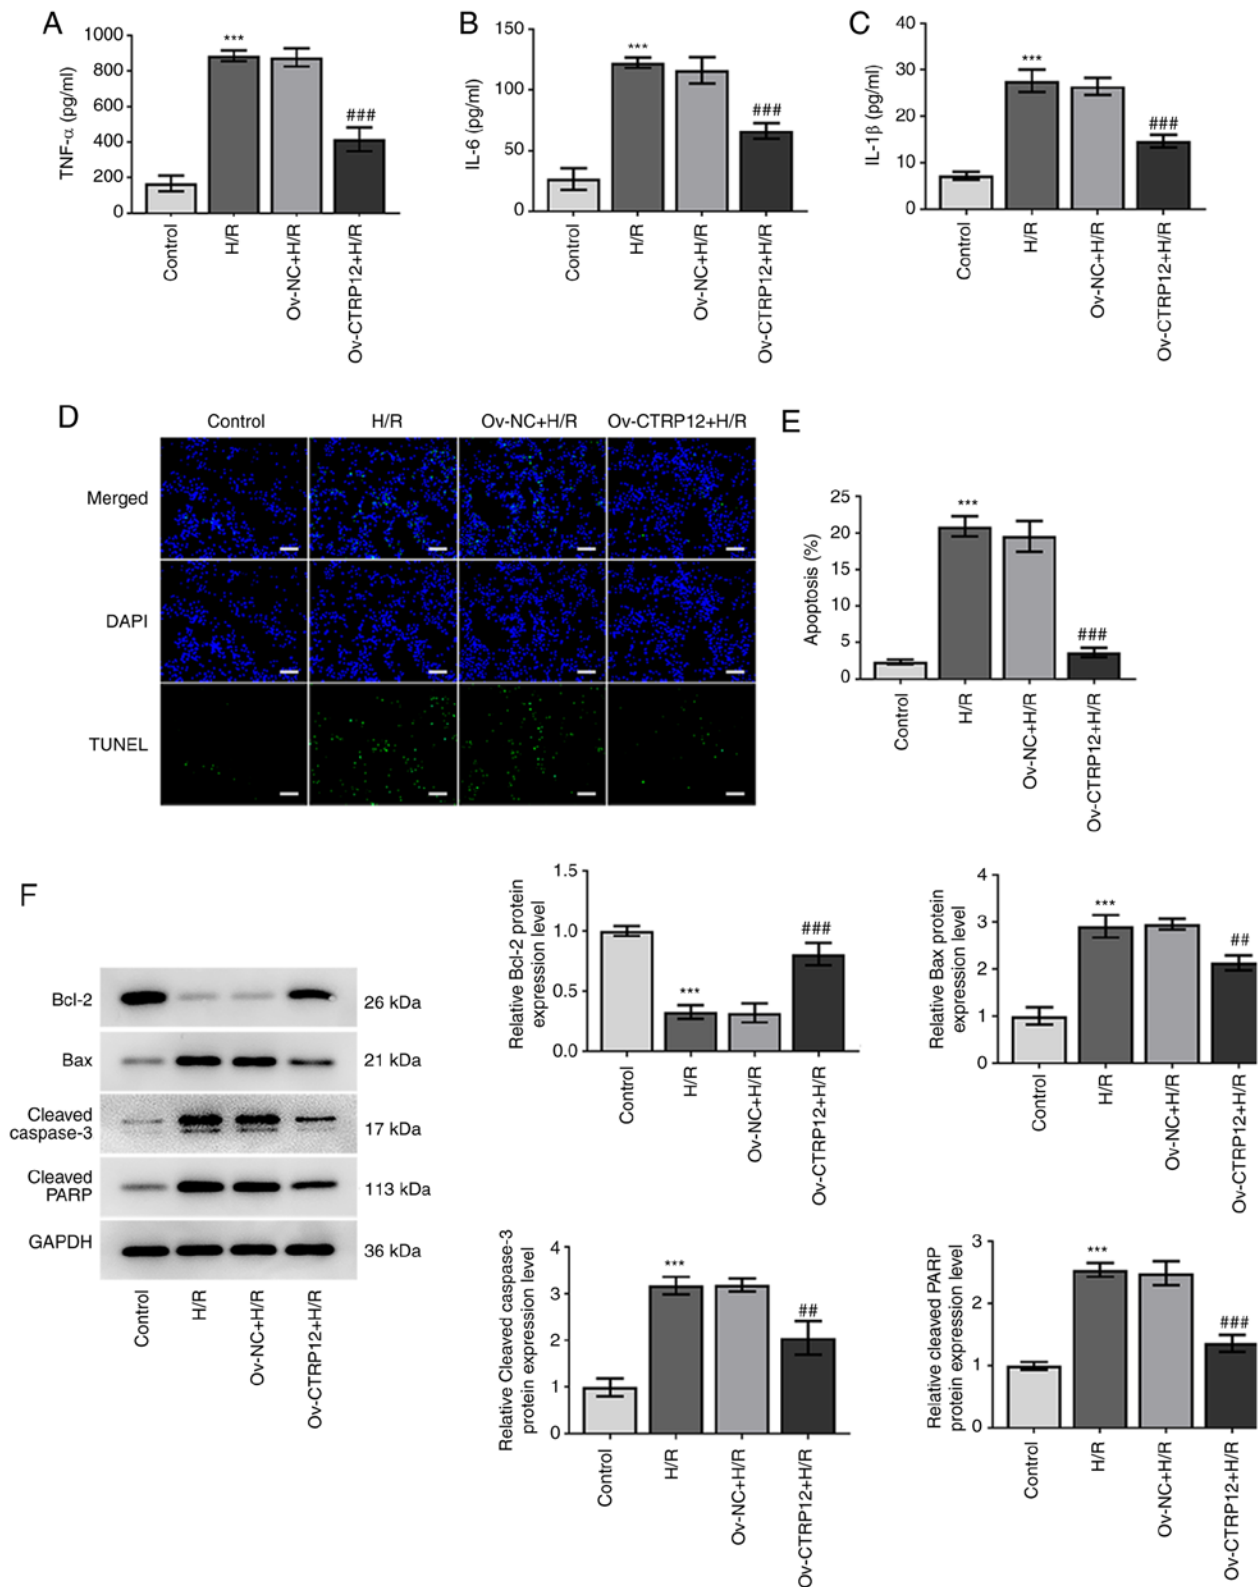 A
TNF-α (pg/ml)
1000
800
600
400
200
0
***
###
Control
H/R
Ov-NC+H/R
Ov-CTRP12+H/R
B
IL-6 (pg/ml)
150
100
50
0
***
###
Control
H/R
Ov-NC+H/R
Ov-CTRP12+H/R
C
IL-1β (pg/ml)
40
30
20
10
0
***
###
Control
H/R
Ov-NC+H/R
Ov-CTRP12+H/R
D
Control H/R Ov-NC+H/R Ov-CTRP12+H/R
Merged
DAPI
TUNEL
E
Apoptosis (%)
25
20
15
10
5
0
***
###
Control
H/R
Ov-NC+H/R
Ov-CTRP12+H/R
F
Bcl-2 26 kDa
Bax 21 kDa
Cleaved
caspase-3 17 kDa
Cleaved
PARP 113 kDa
GAPDH 36 kDa
Control
H/R
Ov-NC+H/R
Ov-CTRP12+H/R
Relative Bcl-2 protein
expression level
1.5
1.0
0.5
0.0
***
###
Control
H/R
Ov-NC+H/R
Ov-CTRP12+H/R
Relative Bax protein
expression level
4
3
2
1
0
***
##
Control
H/R
Ov-NC+H/R
Ov-CTRP12+H/R
Relative Cleaved caspase-3
protein expression level
4
3
2
1
0
***
##
Control
H/R
Ov-NC+H/R
Ov-CTRP12+H/R
Relative cleaved PARP
protein expression level
3
2
1
0
***
###
Control
H/R
Ov-NC+H/R
Ov-CTRP12+H/R